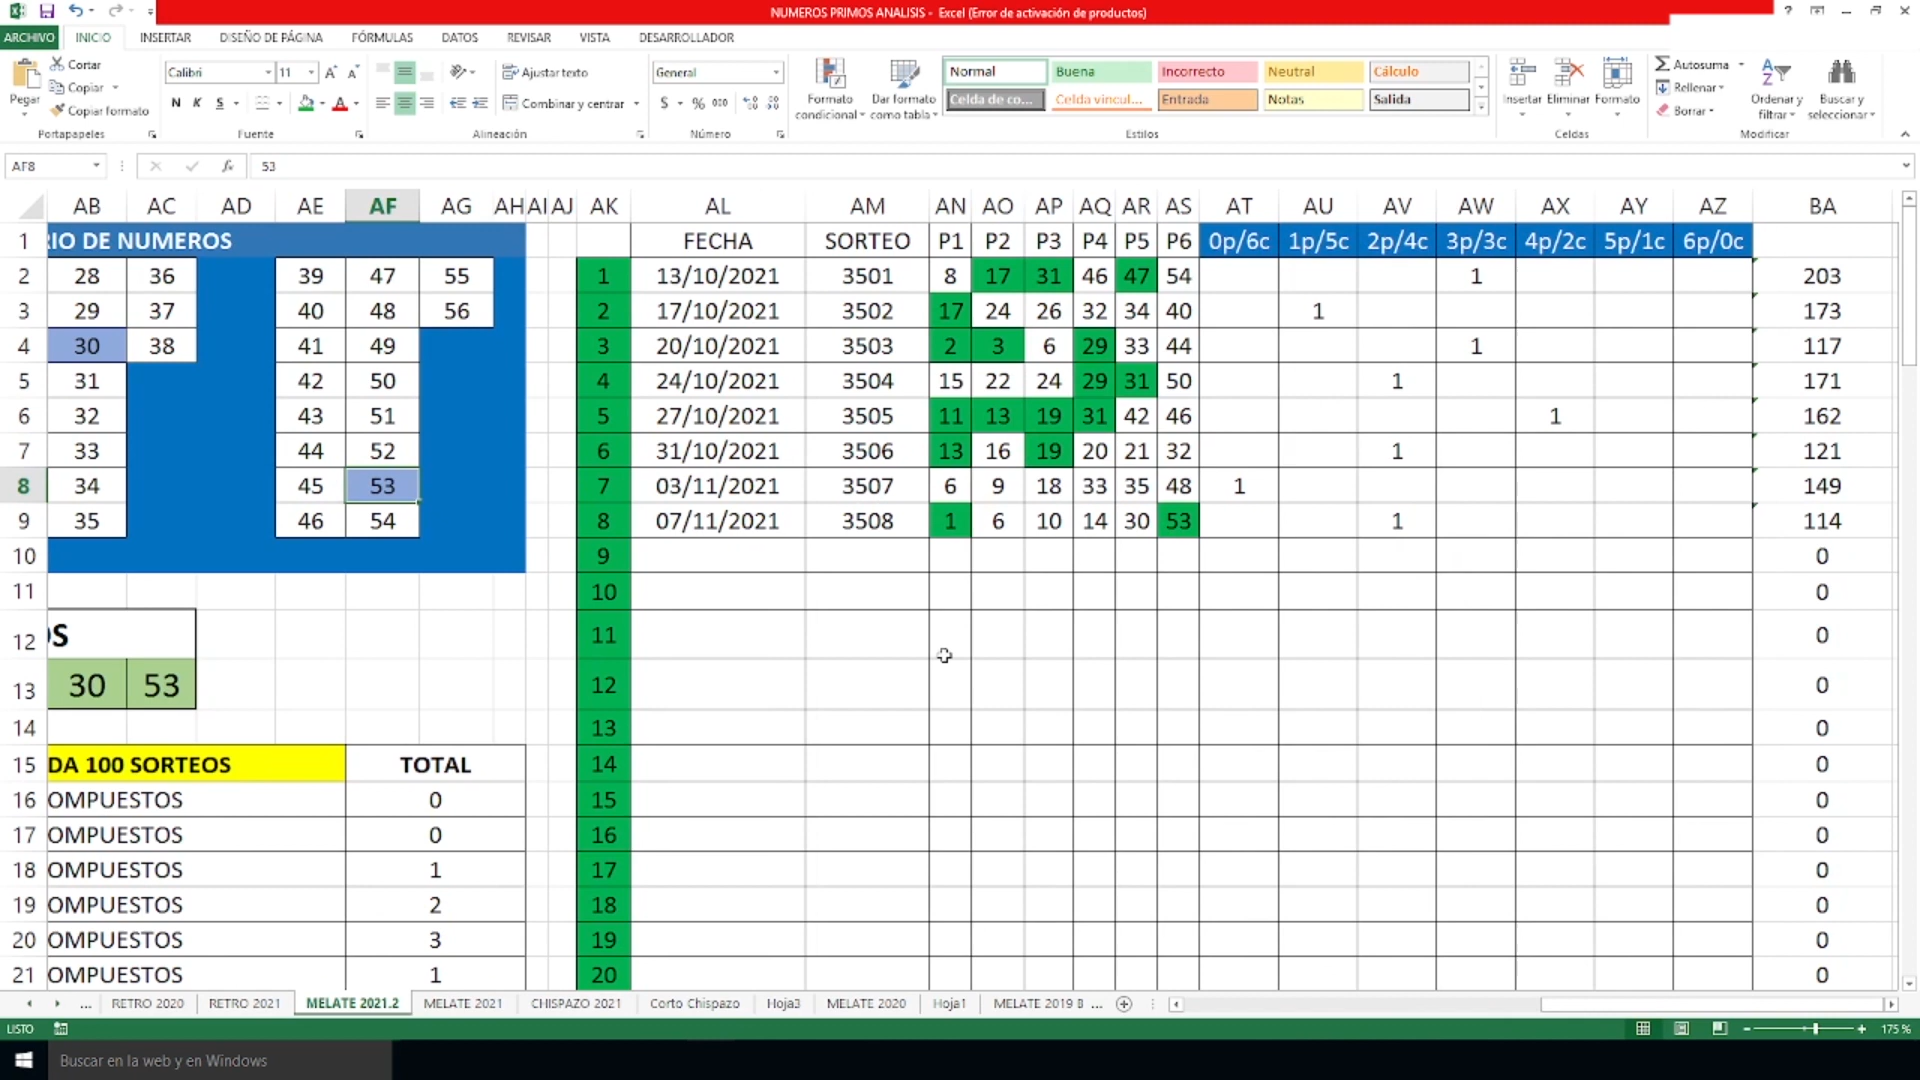 NUMEROS PRIMOS ANALISIS - Excel (Error de activación de productos)
ARCHIVO INICIO INSERTAR DISEÑO DE PÁGINA FÓRMULAS DATOS REVISAR VISTA DESARROLLADOR
Pegar
Cortar
Copiar
Copiar formato
Portapapeles
Calibri 11
N K S
Fuente
Ajustar texto
Combinar y centrar
Alineación
General
$ % 000
Número
Formato condicional
Dar formato como tabla
Normal Buena Incorrecto Neutral Cálculo
Celda de co... Celda vincul... Entrada Notas Salida
Estilos
Insertar Eliminar Formato
Celdas
Autosuma
Rellenar
Borrar
Ordenar y filtrar
Buscar y seleccionar
Modificar
AF8 fx 53
AB AC AD AE AF AG AH AI AJ AK AL AM AN AO AP AQ AR AS AT AU AV AW AX AY AZ BA
1 IO DE NUMEROS FECHA SORTEO P1 P2 P3 P4 P5 P6 0p/6c 1p/5c 2p/4c 3p/3c 4p/2c 5p/1c 6p/0c
2 28 36 39 47 55 1 13/10/2021 3501 8 17 31 46 47 54 1 203
3 29 37 40 48 56 2 17/10/2021 3502 17 24 26 32 34 40 1 173
4 30 38 41 49 3 20/10/2021 3503 2 3 6 29 33 44 1 117
5 31 42 50 4 24/10/2021 3504 15 22 24 29 31 50 1 171
6 32 43 51 5 27/10/2021 3505 11 13 19 31 42 46 1 162
7 33 44 52 6 31/10/2021 3506 13 16 19 20 21 32 1 121
8 34 45 53 7 03/11/2021 3507 6 9 18 33 35 48 1 149
9 35 46 54 8 07/11/2021 3508 1 6 10 14 30 53 1 114
10 9 0
11 10 0
12 OS 11 0
13 30 53 12 0
14 13 0
15 DA 100 SORTEOS TOTAL 14 0
16 OMPUESTOS 0 15 0
17 OMPUESTOS 0 16 0
18 OMPUESTOS 1 17 0
19 OMPUESTOS 2 18 0
20 OMPUESTOS 3 19 0
21 OMPUESTOS 1 20 0
... RETRO 2020 RETRO 2021 MELATE 2021.2 MELATE 2021 CHISPAZO 2021 Corto Chispazo Hoja3 MELATE 2020 Hoja1 MELATE 2019 B ...
LISTO 175 %
Buscar en la web y en Windows